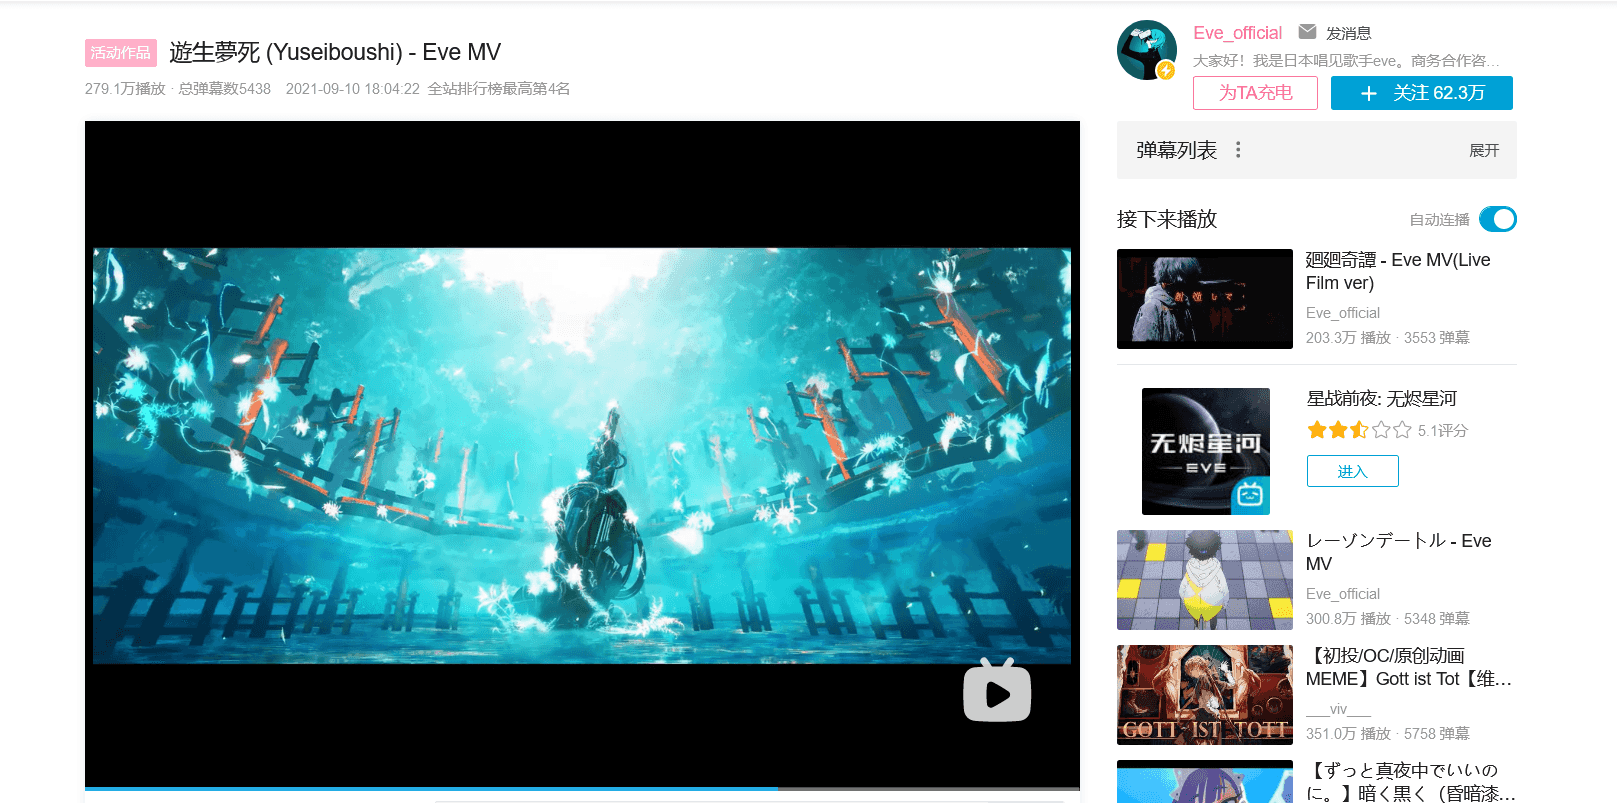 活动作品 遊生夢死 (Yuseiboushi) - Eve MV
279.1万播放 · 总弹幕数5438 2021-09-10 18:04:22 全站排行榜最高第4名
Eve_official 发消息
大家好！我是日本唱见歌手eve。商务合作咨…
为TA充电
+ 关注 62.3万
弹幕列表
展开
接下来播放
自动连播
廻廻奇譚 - Eve MV(Live
Film ver)
Eve_official
203.3万 播放 · 3553 弹幕
无烬星河
EVE
星战前夜: 无烬星河
5.1评分
进入
レーゾンデートル - Eve
MV
Eve_official
300.8万 播放 · 5348 弹幕
GOTT IST TOTT
【初投/OC/原创动画
MEME】Gott ist Tot【维…
___viv___
351.0万 播放 · 5758 弹幕
【ずっと真夜中でいいの
に。】暗く黒く（昏暗漆…